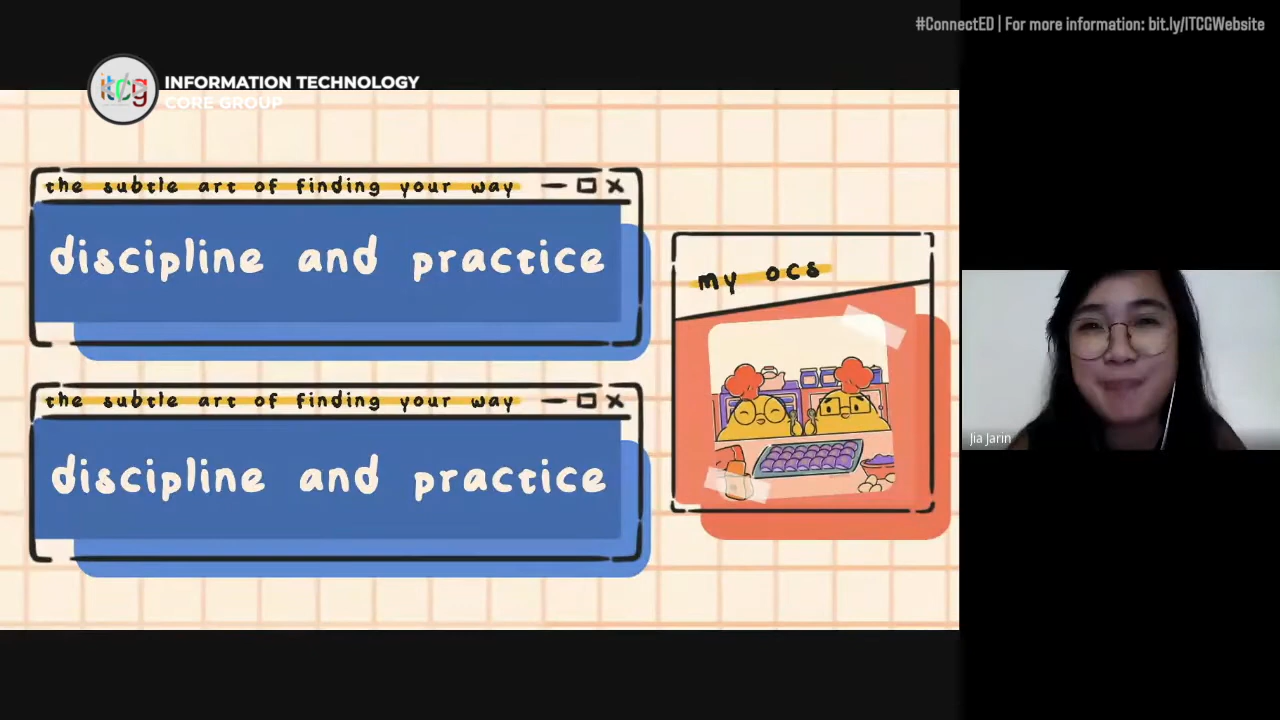 #ConnectED | For more information: bit.ly/ITCGWebsite
itcg
INFORMATION TECHNOLOGY
CORE GROUP
the subtle art of finding your way
discipline and practice
my ocs
the subtle art of finding your way
discipline and practice
Jia Jarin